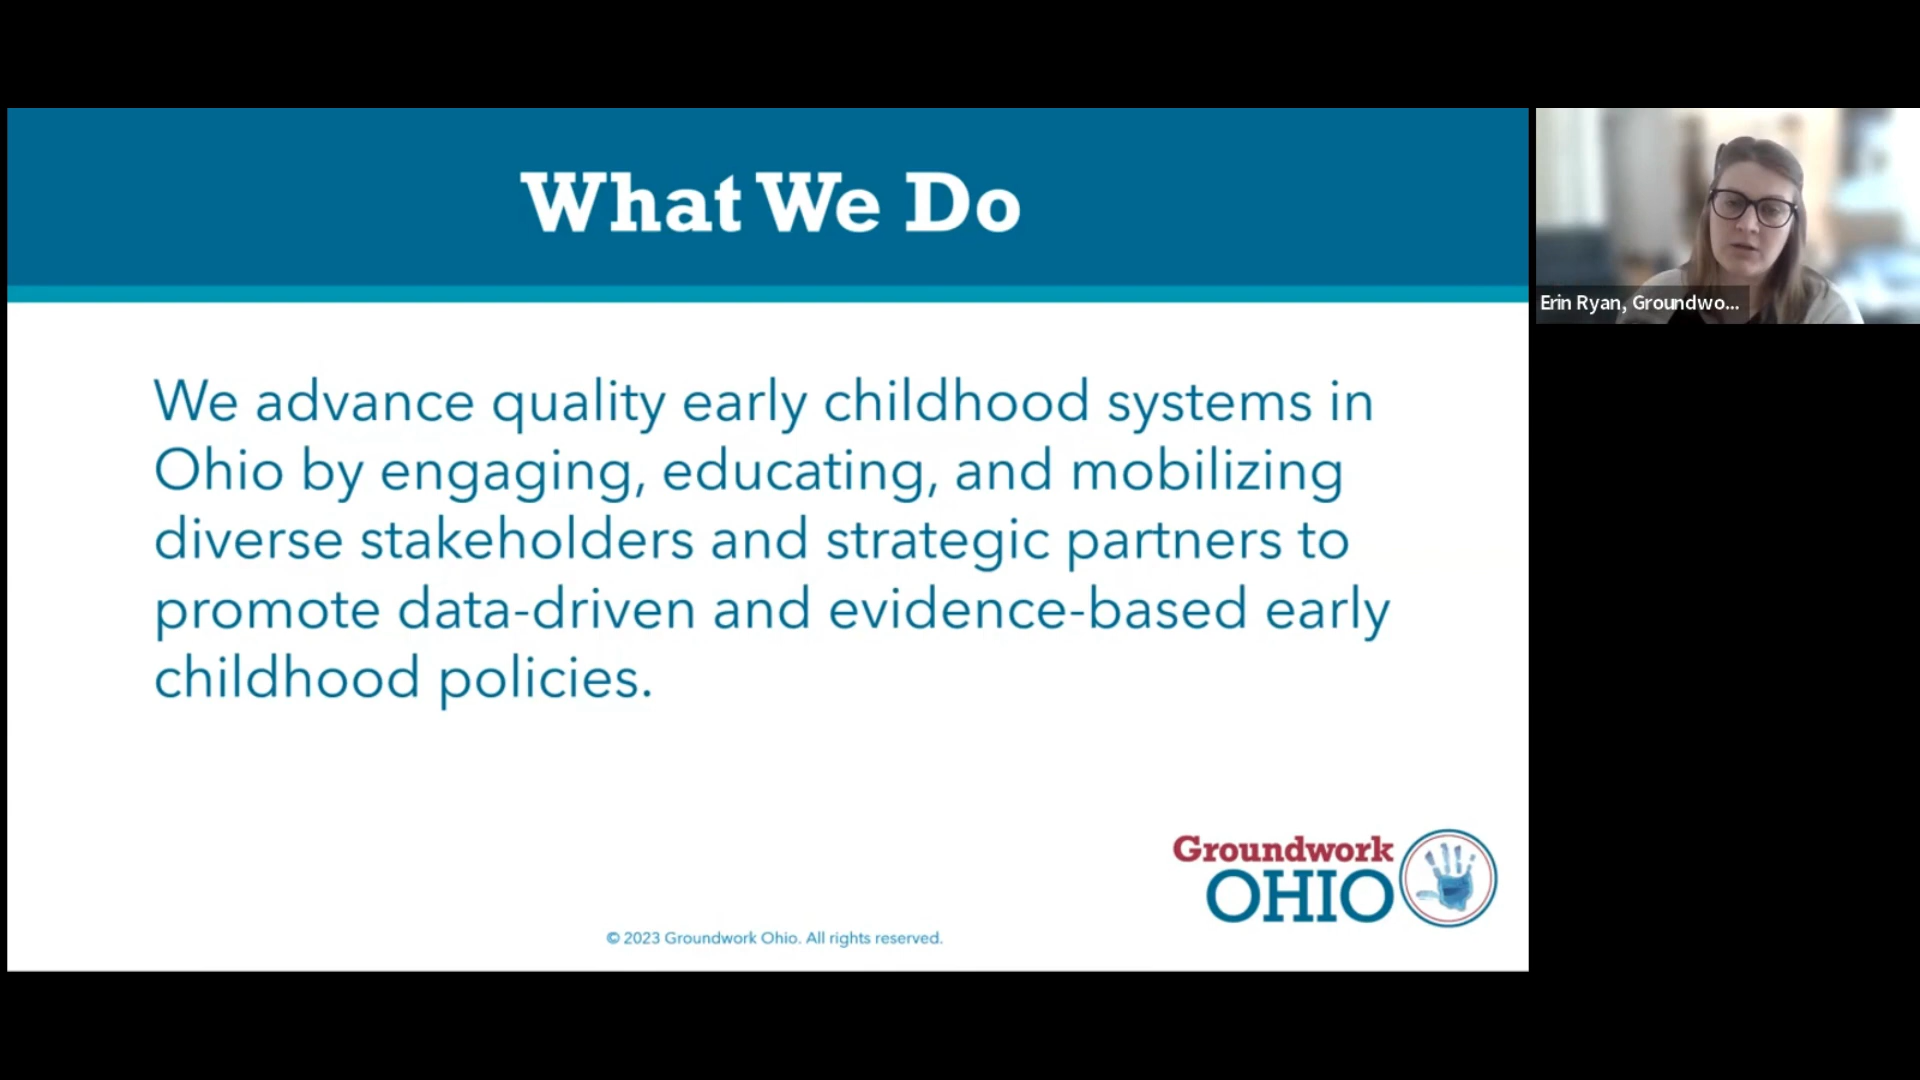 What We Do
We advance quality early childhood systems in
Ohio by engaging, educating, and mobilizing
diverse stakeholders and strategic partners to
promote data-driven and evidence-based early
childhood policies.
Groundwork
OHIO
© 2023 Groundwork Ohio. All rights reserved.
Erin Ryan, Groundwo...